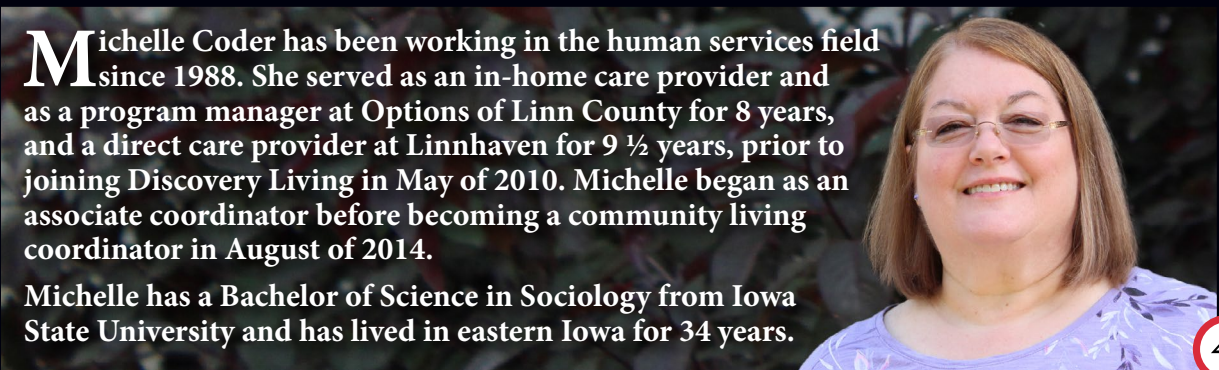 Michelle Coder has been working in the human services field
since 1988. She served as an in-home care provider and
as a program manager at Options of Linn County for 8 years,
and a direct care provider at Linnhaven for 9 ½ years, prior to
joining Discovery Living in May of 2010. Michelle began as an
associate coordinator before becoming a community living
coordinator in August of 2014.
Michelle has a Bachelor of Science in Sociology from Iowa
State University and has lived in eastern Iowa for 34 years.